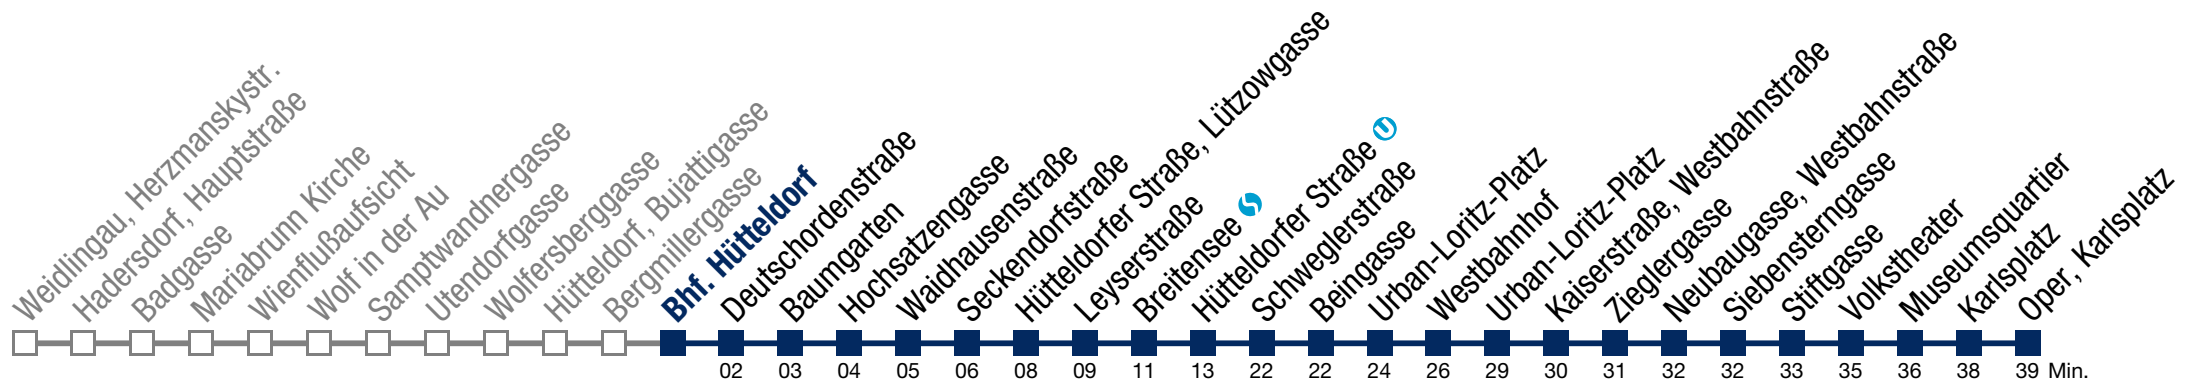 Weidlingau, Herzmanskystr.
Hadersdorf, Hauptstraße
Badgasse
Mariabrunn Kirche
Wienflußaufsicht
Wolf in der Au
Samptwandnergasse
Utendorfgasse
Wolfersberggasse
Hütteldorf, Bujattigasse
Bergmillergasse
Bhf. Hütteldorf
Deutschordenstraße
Baumgarten
Hochsatzengasse
Waidhausenstraße
Seckendorfstraße
Hütteldorfer Straße, Lützowgasse
Leyserstraße
Breitensee
Hütteldorfer Straße U
Schweglerstraße
Beingasse
Urban-Loritz-Platz
Westbahnhof
Urban-Loritz-Platz
Kaiserstraße, Westbahnstraße
Zieglergasse
Neubaugasse, Westbahnstraße
Siebensterngasse
Stiftgasse
Volkstheater
Museumsquartier
Karlsplatz
Oper, Karlsplatz
02 03 04 05 06 08 09 11 13 22 22 24 26 29 30 31 32 32 33 35 36 38 39 Min.